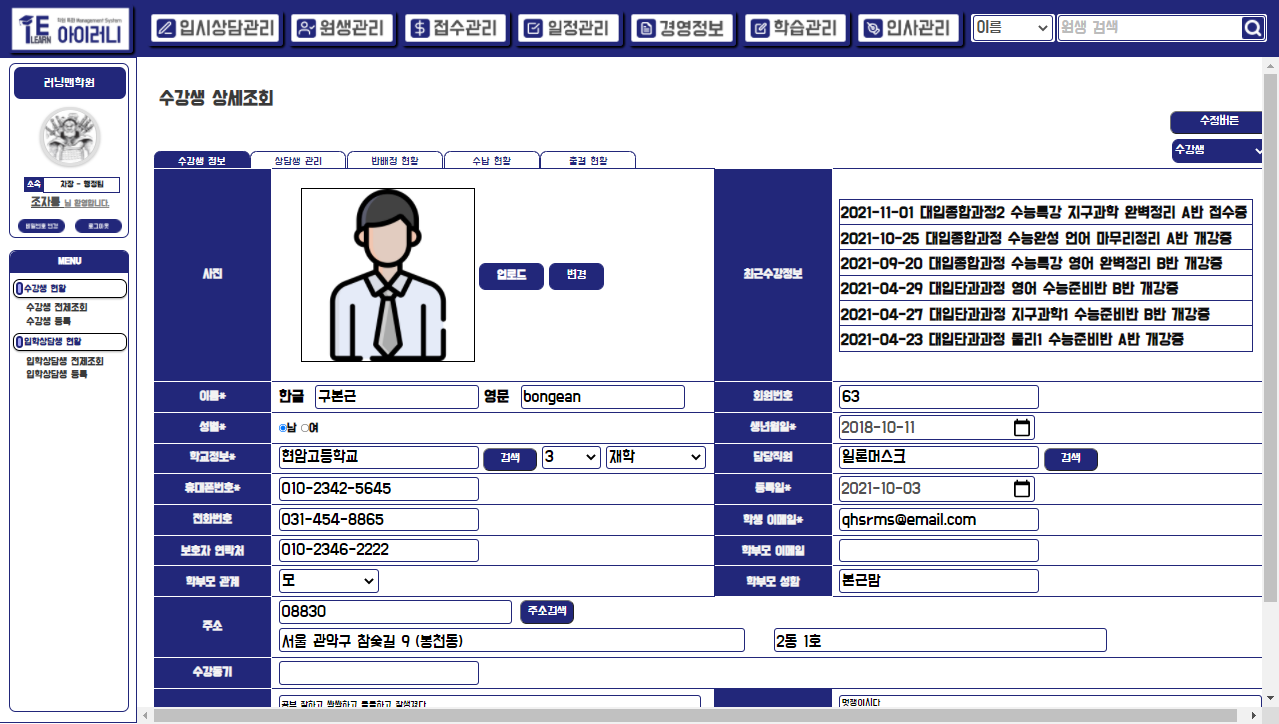 학원 통합 Management System
LEARN 아이러니
입시상담관리 원생관리 접수관리 일정관리 경영정보 학습관리 인사관리 이름 원생 검색
러닝맨학원
소속 차장 - 행정팀
조자룡 님 환영합니다.
비밀번호 변경 로그아웃
MENU
수강생 현황
수강생 전체조회
수강생 등록
입학상담생 현황
입학상담생 전체조회
입학상담생 등록
수강생 상세조회
수정버튼
수강생
수강생 정보 상담생 관리 반배정 현황 수납 현황 출결 현황
사진 업로드 변경
최근수강정보
2021-11-01 대입종합과정2 수능특강 지구과학 완벽정리 A반 접수중
2021-10-25 대입종합과정 수능완성 언어 마무리정리 A반 개강중
2021-09-20 대입종합과정 수능특강 영어 완벽정리 B반 개강중
2021-04-29 대입단과과정 영어 수능준비반 B반 개강중
2021-04-27 대입단과과정 지구과학1 수능준비반 B반 개강중
2021-04-23 대입단과과정 물리1 수능준비반 A반 개강중
이름* 한글 구본근 영문 bongean 회원번호 63
성별* 남 여 생년월일* 2018-10-11
학교정보* 현암고등학교 검색 3 재학 담당직원 일론머스크 검색
휴대폰번호* 010-2342-5645 등록일* 2021-10-03
전화번호 031-454-8865 학생 이메일* qhsrms@email.com
보호자 연락처 010-2346-2222 학부모 이메일
학부모 관계 모 학부모 성함 본근맘
주소 08830 주소검색
서울 관악구 참숯길 9 (봉천동) 2동 1호
수강동기
공부 잘하고 싹싹하고 튼튼하고 잘생겼다 멋쟁이시다